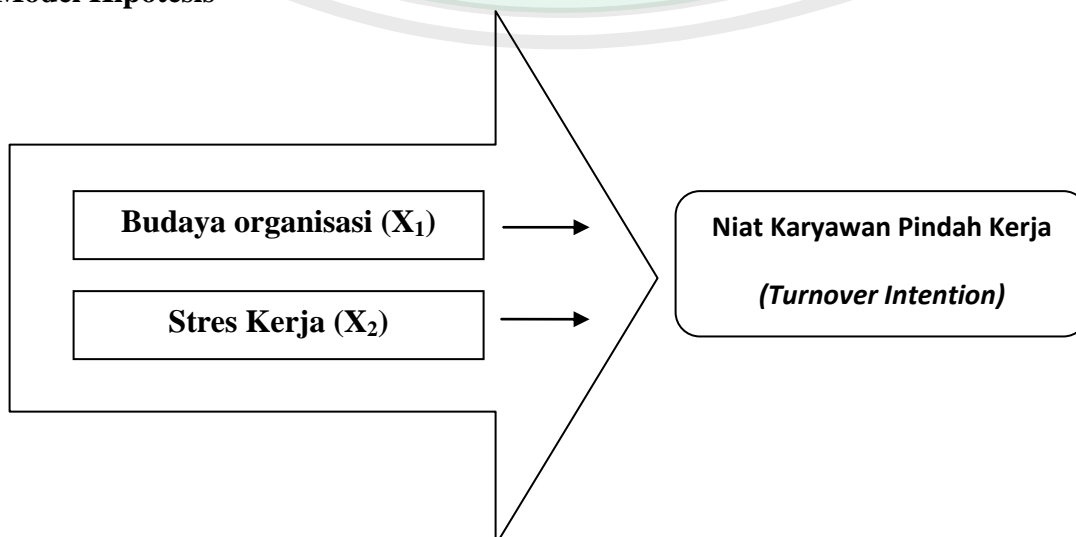 Model Hipotesis
Budaya organisasi (X₁)
Stres Kerja (X₂)
Niat Karyawan Pindah Kerja
(Turnover Intention)